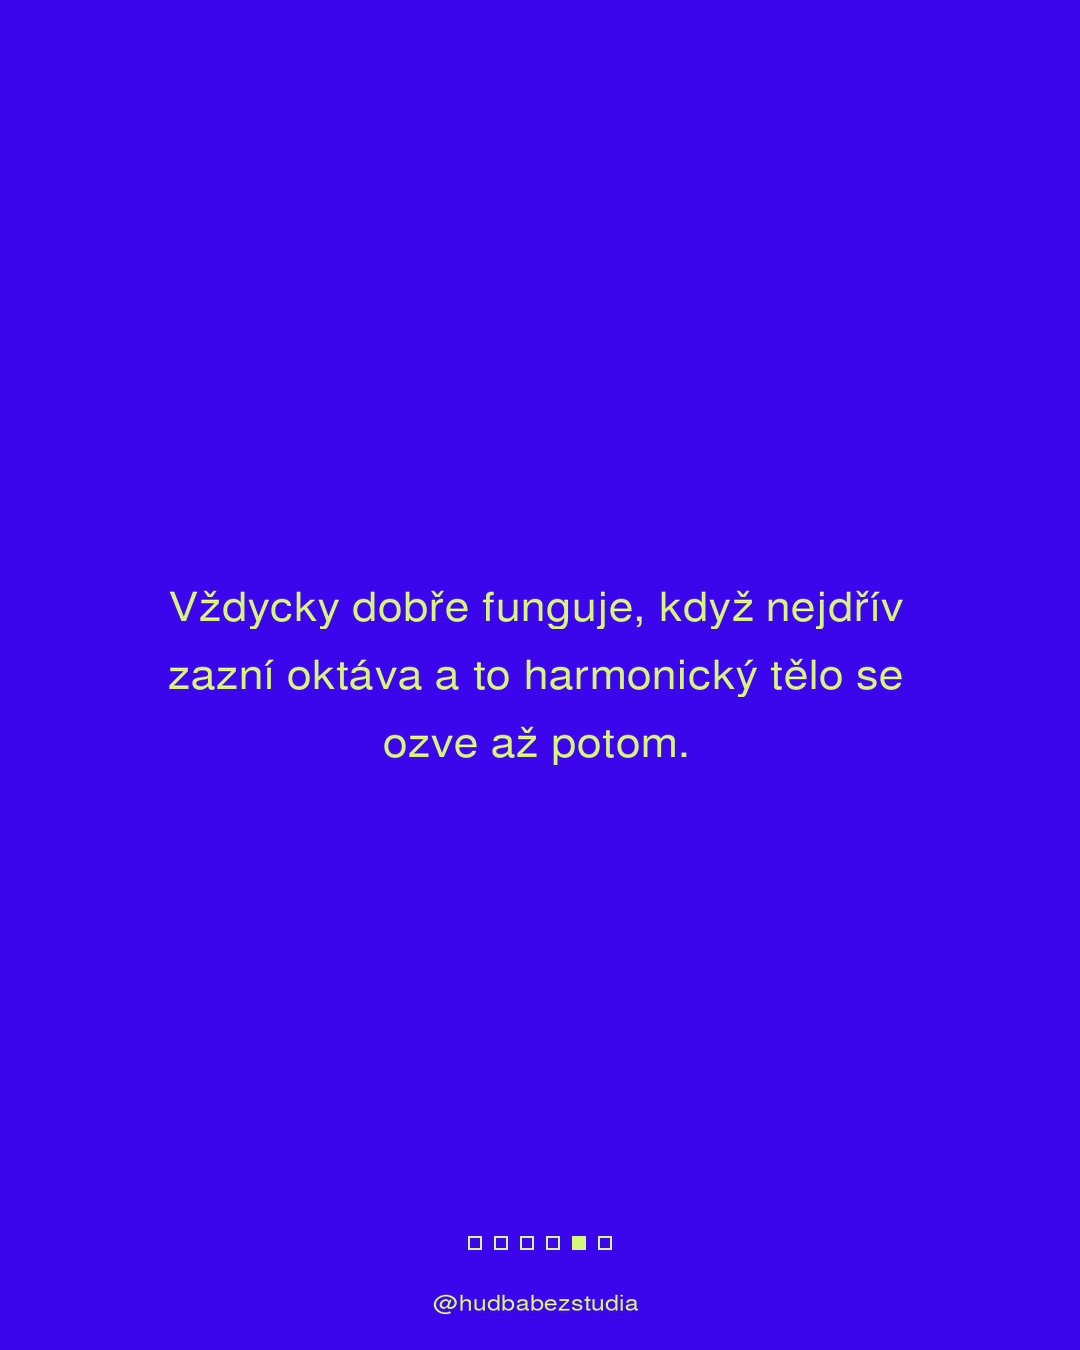 Vždycky dobře funguje, když nejdřív
zazní oktáva a to harmonický tělo se
ozve až potom.
@hudbabezstudia